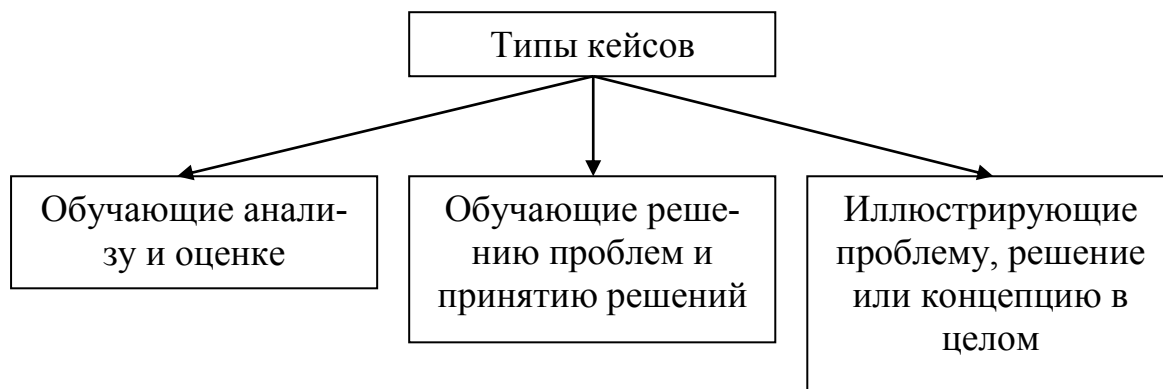 Типы кейсов
Обучающие анали-
зу и оценке
Обучающие реше-
нию проблем и
принятию решений
Иллюстрирующие
проблему, решение
или концепцию в
целом